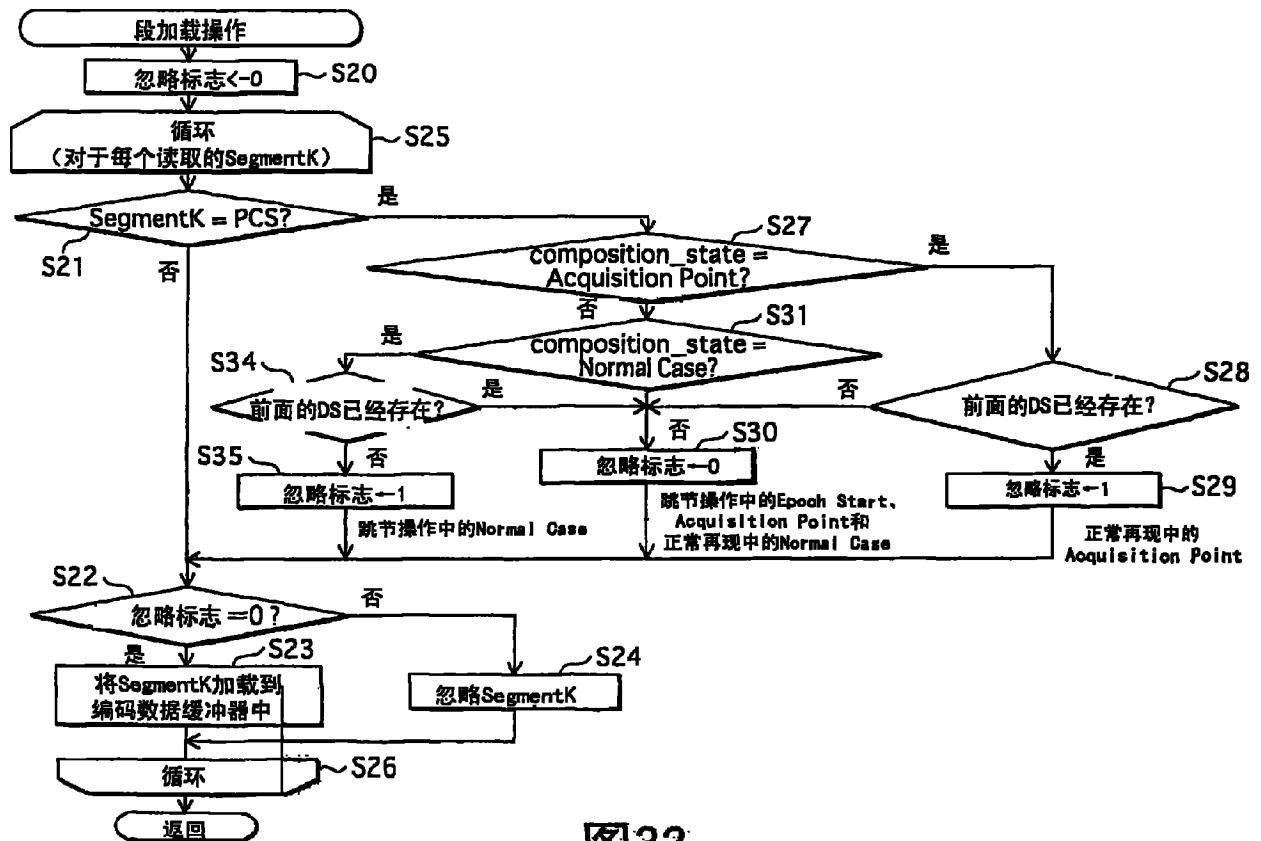 段加载操作
忽略标志<-0
S20
循环
(对于每个读取的SegmentK)
S25
SegmentK = PCS?
是
S21
否
S27
composition_state =
Acquisition Point?
是
否
S31
composition_state =
Normal Case?
是
S34
前面的DS已经存在?
是
否
S28
前面的DS已经存在?
否
是
S35
忽略标志←1
否
S30
忽略标志←0
忽略标志←1
S29
跳节操作中的Normal Case
跳节操作中的Epoch Start、
Acquisition Point和
正常再现中的Normal Case
正常再现中的
Acquisition Point
S22
忽略标志==0?
否
是
S23
将SegmentK加载到
编码数据缓冲器中
S24
忽略SegmentK
循环
S26
返回
图33